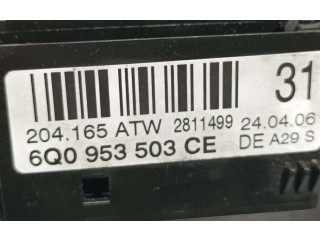 31
204.165 ATW 2811499 24.04.06
6Q0 953 503 CE DE A29 S